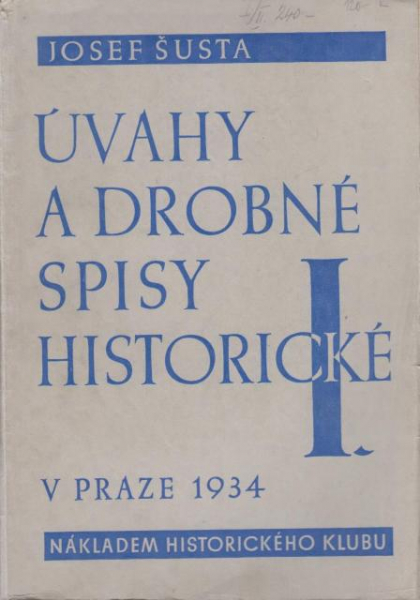 JOSEF ŠUSTA
ÚVAHY
A DROBNÉ
SPISY
HISTORICKÉ
I.
V PRAZE 1934
NÁKLADEM HISTORICKÉHO KLUBU